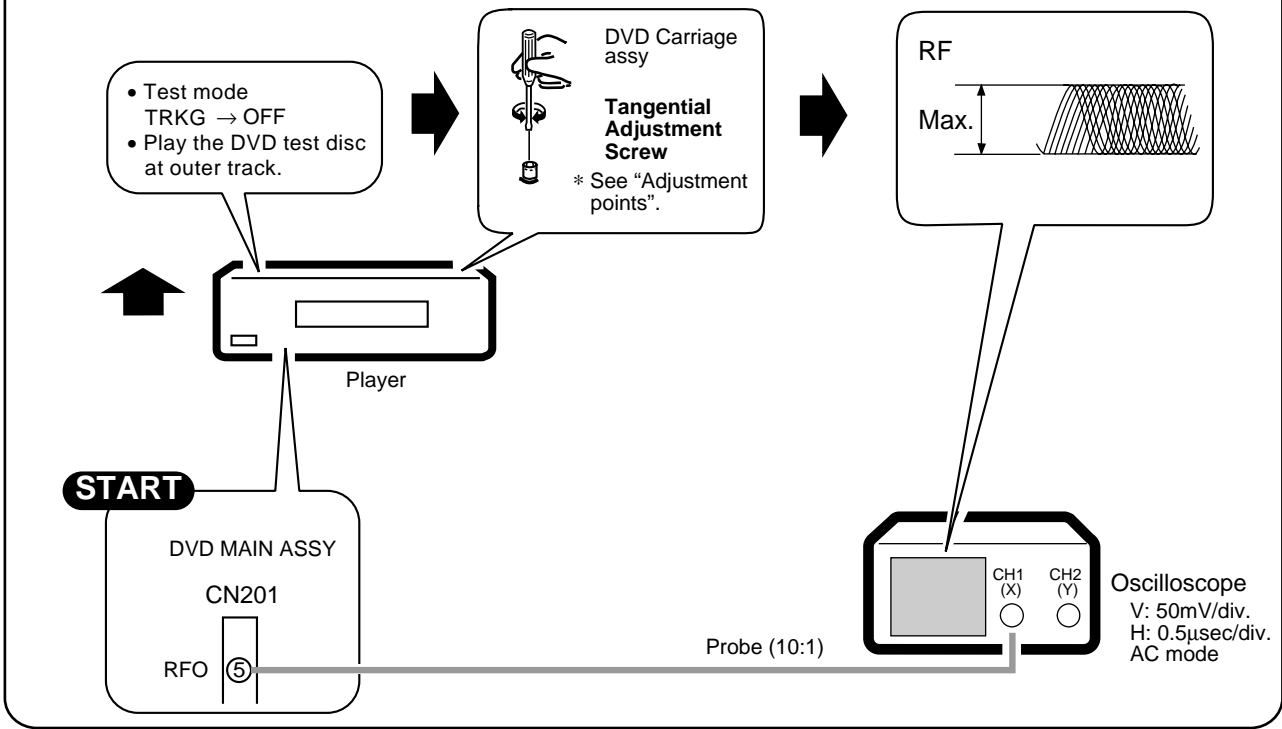 • Test mode
TRKG → OFF
• Play the DVD test disc
at outer track.
DVD Carriage
assy
Tangential
Adjustment
Screw
* See “Adjustment
points”.
RF
Max.
Player
START
DVD MAIN ASSY
CN201
RFO ⑤
Probe (10:1)
CH1
(X)
CH2
(Y)
Oscilloscope
V: 50mV/div.
H: 0.5μsec/div.
AC mode